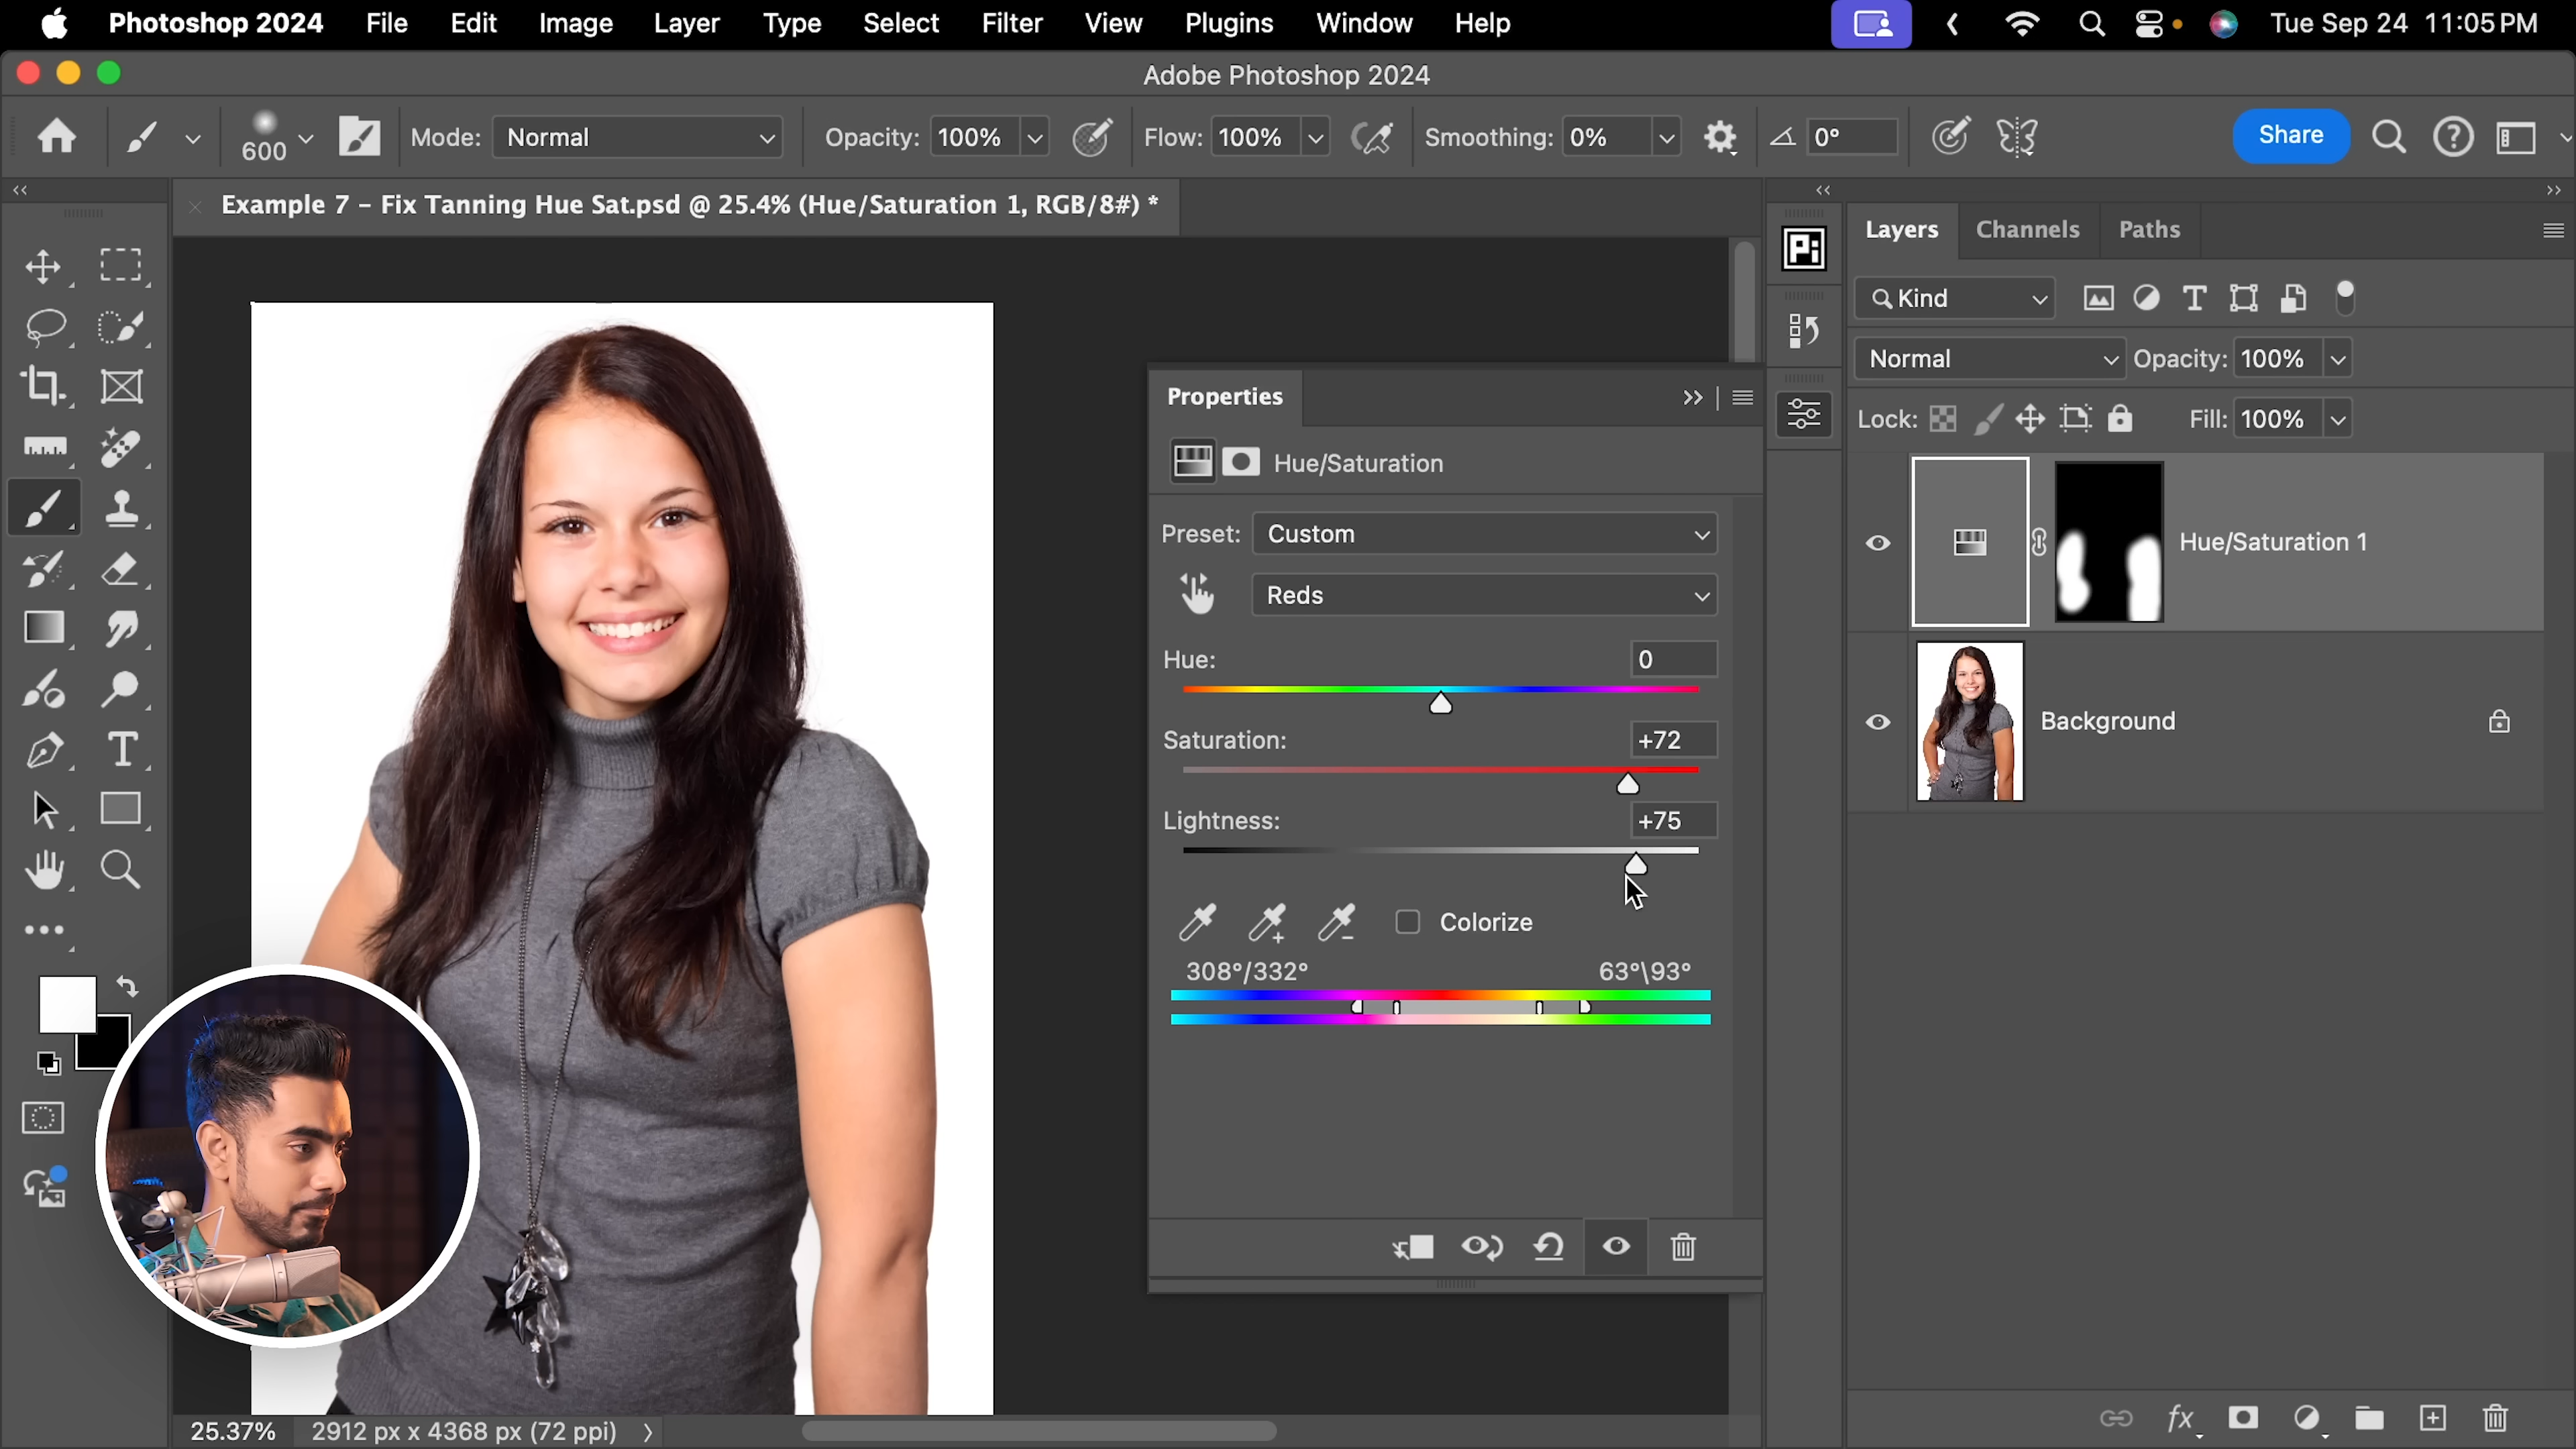 Photoshop 2024 File Edit Image Layer Type Select Filter View Plugins Window Help Tue Sep 24 11:05 PM
Adobe Photoshop 2024
600 Mode: Normal Opacity: 100% Flow: 100% Smoothing: 0% 0° Share
Example 7 – Fix Tanning Hue Sat.psd @ 25.4% (Hue/Saturation 1, RGB/8#) *
Layers Channels Paths
Kind
Normal Opacity: 100%
Lock: Fill: 100%
Hue/Saturation 1
Background
Pi
Properties
Hue/Saturation
Preset: Custom
Reds
Hue: 0
Saturation: +72
Lightness: +75
Colorize
308°/332° 63°\93°
T
25.37% 2912 px x 4368 px (72 ppi)
fx